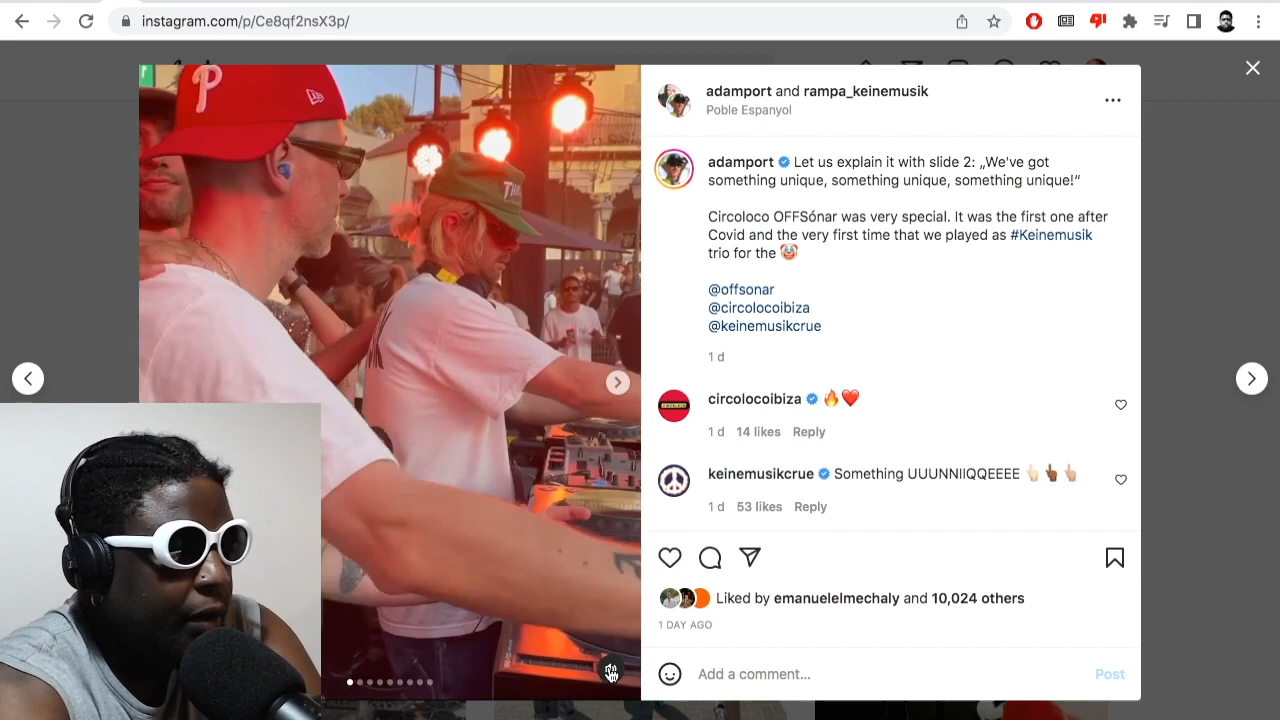 instagram.com/p/Ce8qf2nsX3p/
P
adamport and rampa_keinemusik
Poble Espanyol
adamport Let us explain it with slide 2: „We've got
something unique, something unique, something unique!“
Circoloco OFFSónar was very special. It was the first one after
Covid and the very first time that we played as #Keinemusik
trio for the 🤡
@offsonar
@circolocoibiza
@keinemusikcrue
1 d
circolocoibiza 🔥❤️
1 d 14 likes Reply
keinemusikcrue Something UUUNNIIQQEEEE 👆🏻👆🏾👆🏼
1 d 53 likes Reply
Liked by emanuelelmechaly and 10,024 others
1 DAY AGO
Add a comment... Post